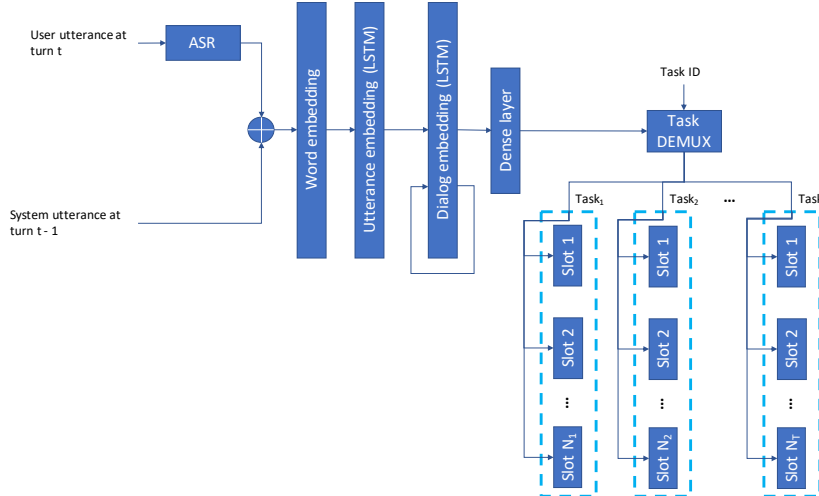 User utterance at
turn t
ASR
System utterance at
turn t - 1
Word embedding
Utterance embedding (LSTM)
Dialog embedding (LSTM)
Dense layer
Task ID
Task
DEMUX
Task₁
Task₂
...
Task
Slot 1
Slot 2
...
Slot N₁
Slot 1
Slot 2
...
Slot N₂
Slot 1
Slot 2
...
Slot N_T